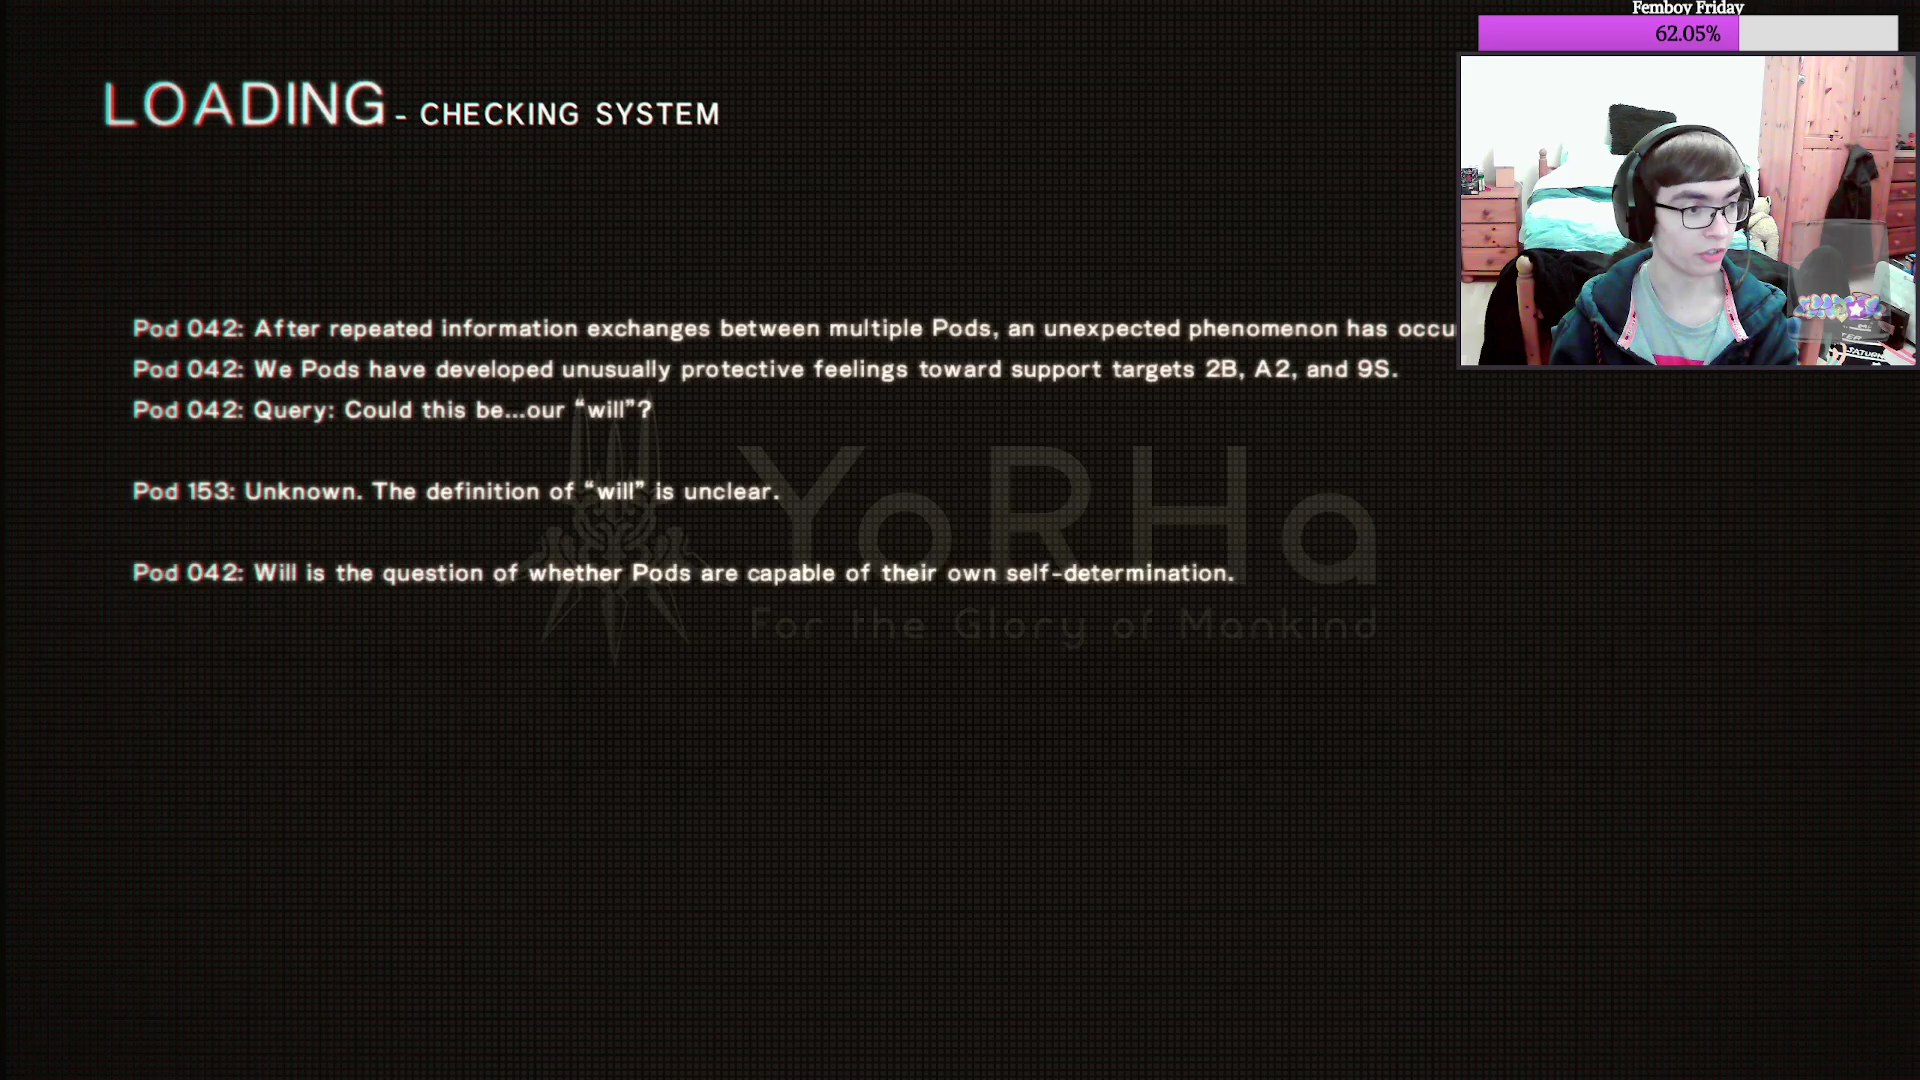 Femboy Friday
62.05%
LOADING - CHECKING SYSTEM
Pod 042: After repeated information exchanges between multiple Pods, an unexpected phenomenon has occu
Pod 042: We Pods have developed unusually protective feelings toward support targets 2B, A2, and 9S.
Pod 042: Query: Could this be...our “will”?
Pod 153: Unknown. The definition of “will” is unclear.
Pod 042: Will is the question of whether Pods are capable of their own self-determination.
YoRHa
For the Glory of Mankind
SATURN